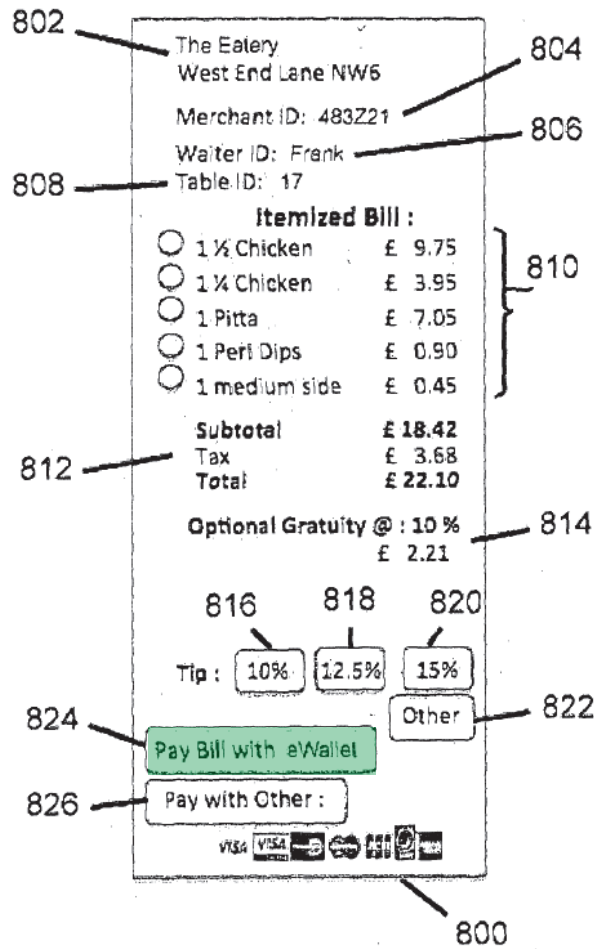 802
The Eatery
West End Lane NW6
804
Merchant ID: 483Z21
806
Waiter ID: Frank
808
Table ID: 17
Itemized Bill :
1 ½ Chicken £ 9.75
1 ¼ Chicken £ 3.95
810
1 Pitta £ 7.05
1 Peri Dips £ 0.90
1 medium side £ 0.45
Subtotal £ 18.42
812
Tax £ 3.68
Total £ 22.10
Optional Gratuity @ : 10 %
814
£ 2.21
816 818 820
Tip : 10% 12.5% 15%
Other
822
824
Pay Bill with eWallet
826
Pay with Other :
VISA VISA
800